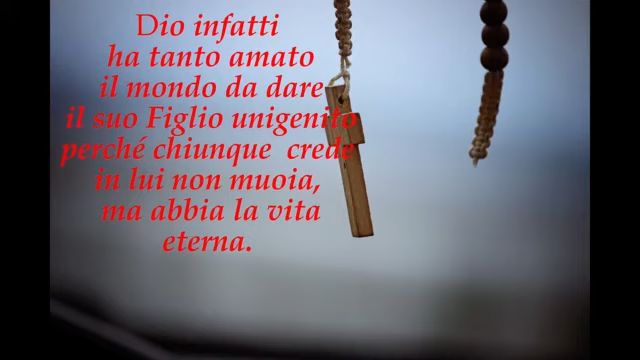 Dio infatti
ha tanto amato
il mondo da dare
il suo Figlio unigenito
perché chiunque crede
in lui non muoia,
ma abbia la vita
eterna.